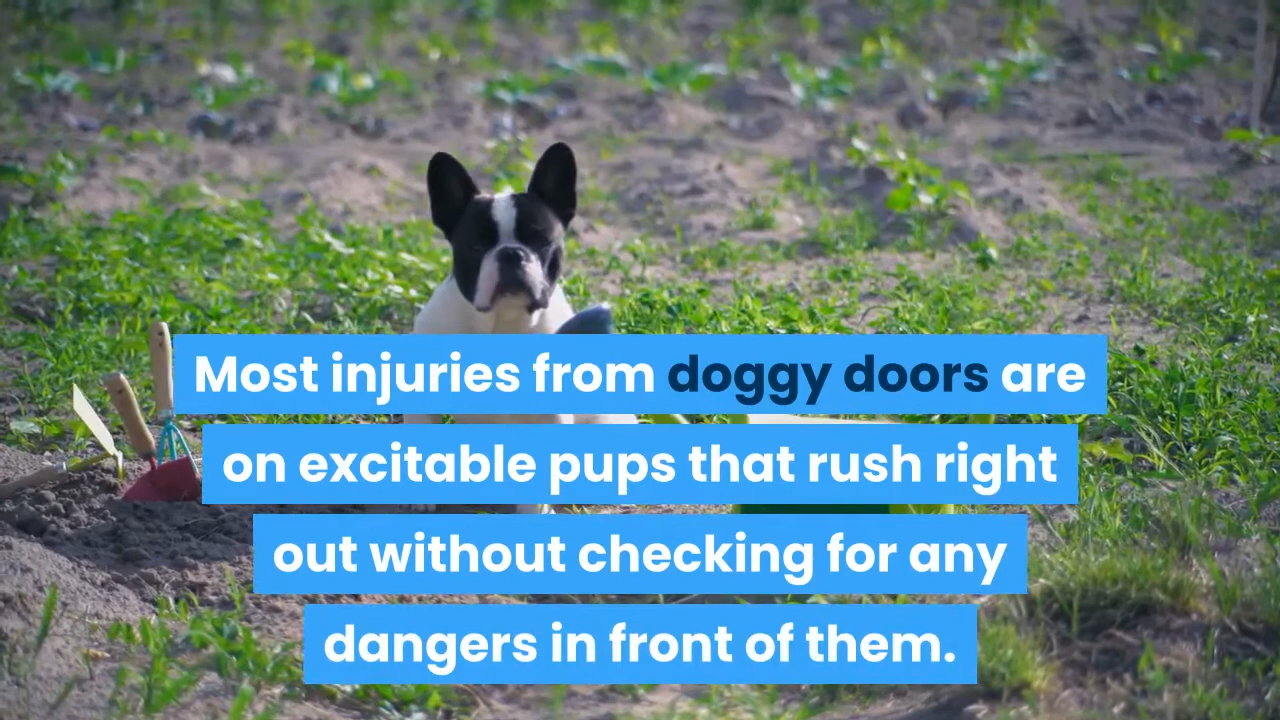 Most injuries from doggy doors are
on excitable pups that rush right
out without checking for any
dangers in front of them.